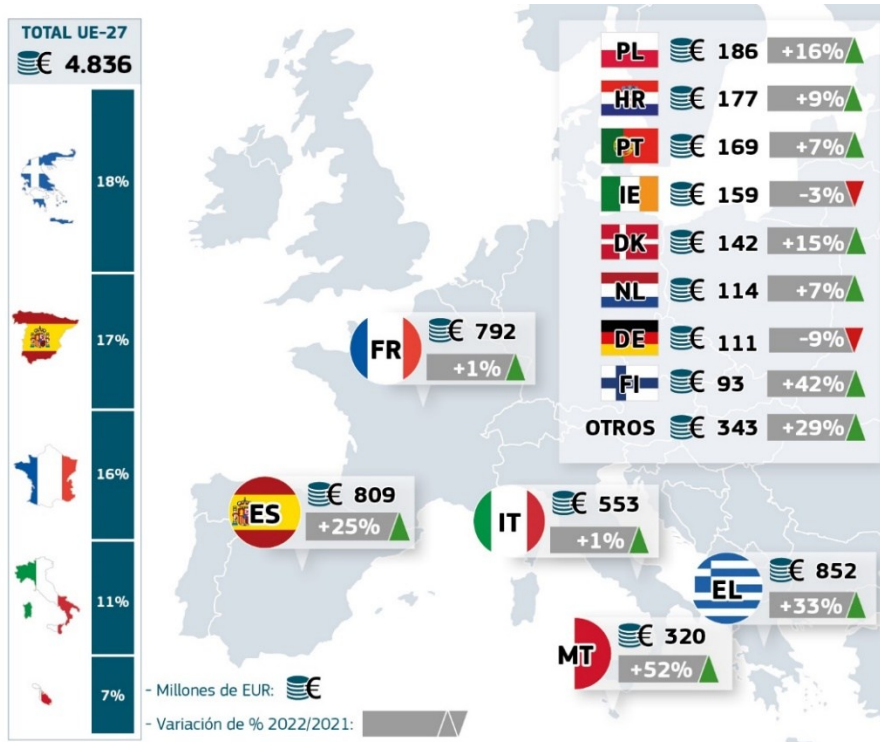 TOTAL UE-27
€ 4.836
18%
17%
16%
11%
7%
PL € 186 +16%
HR € 177 +9%
PT € 169 +7%
IE € 159 -3%
DK € 142 +15%
NL € 114 +7%
DE € 111 -9%
FI € 93 +42%
OTROS € 343 +29%
FR € 792
+1%
ES € 809
+25%
IT € 553
+1%
EL € 852
+33%
MT € 320
+52%
- Millones de EUR: €
- Variación de % 2022/2021: